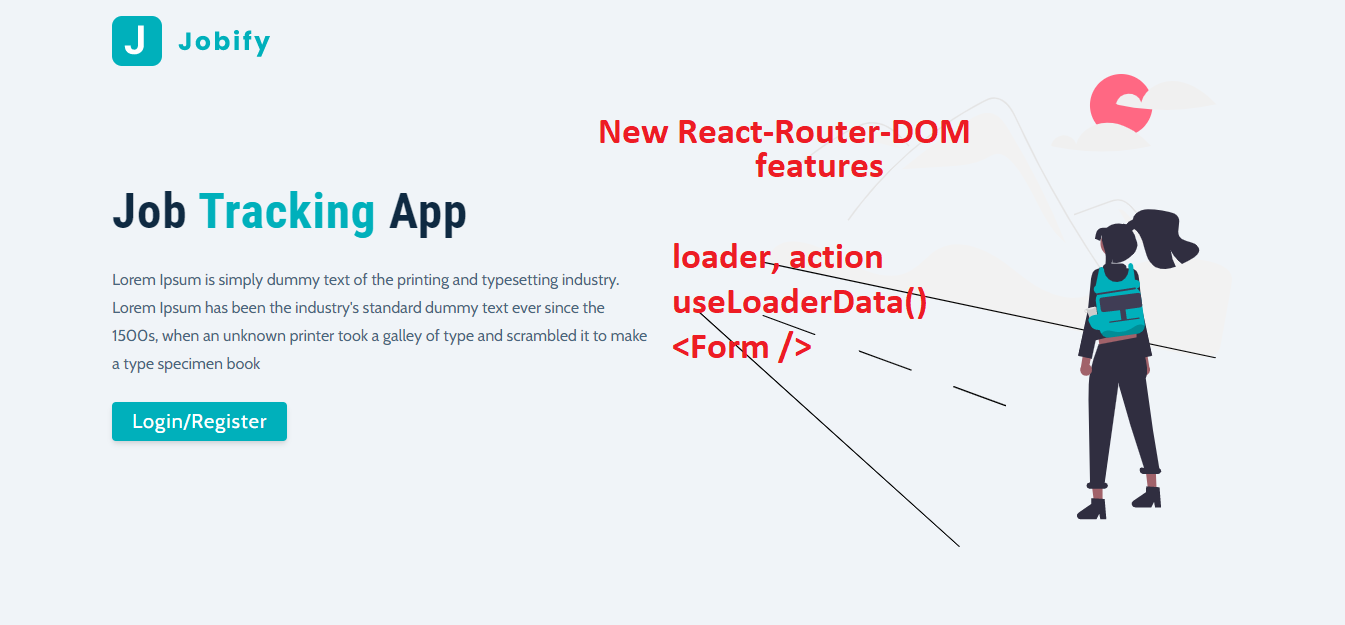 J Jobify
New React-Router-DOM
features
Job Tracking App
loader, action
useLoaderData()
<Form />
Lorem Ipsum is simply dummy text of the printing and typesetting industry.
Lorem Ipsum has been the industry's standard dummy text ever since the
1500s, when an unknown printer took a galley of type and scrambled it to make
a type specimen book
Login/Register